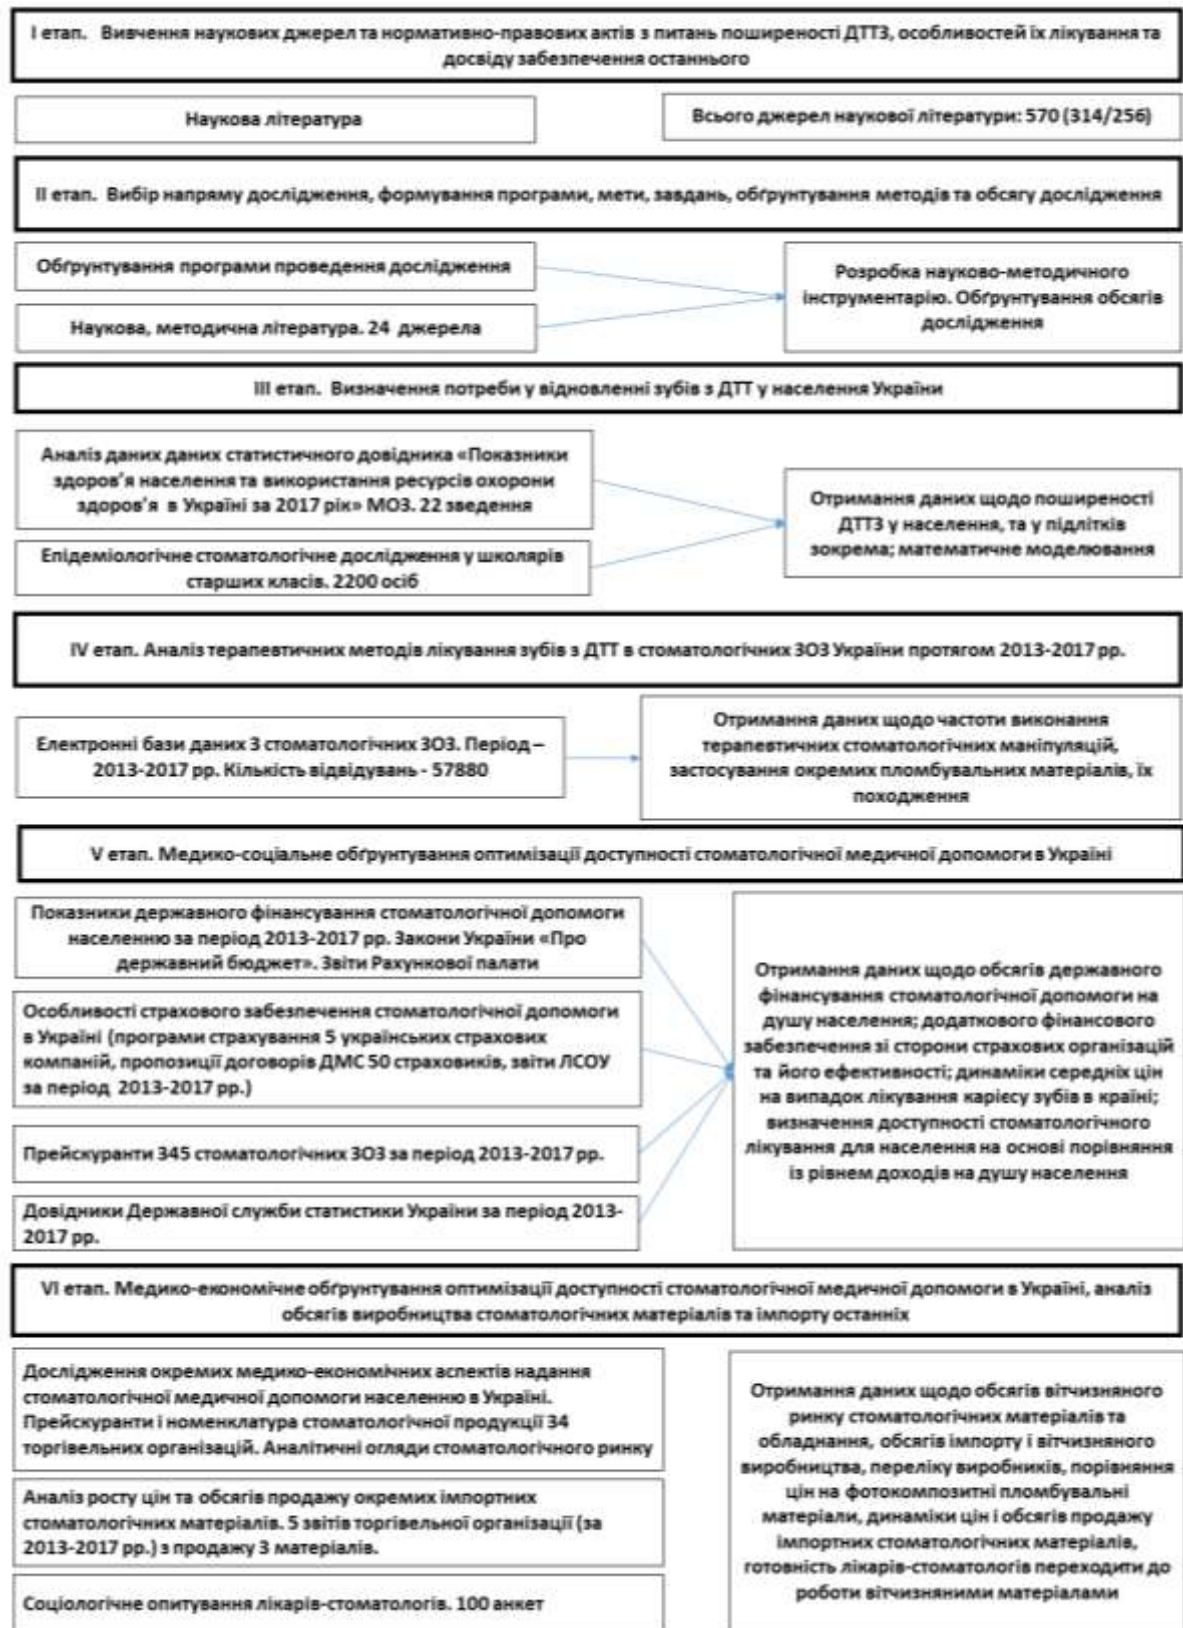 І етап. Вивчення наукових джерел та нормативно-правових актів з питань поширеності ДТТЗ, особливостей їх лікування та
досвіду забезпечення останнього
Наукова література
Всього джерел наукової літератури: 570 (314/256)
ІІ етап. Вибір напряму дослідження, формування програми, мети, завдань, обґрунтування методів та обсягу дослідження
Обґрунтування програми проведення дослідження
Наукова, методична література. 24 джерела
Розробка науково-методичного
інструментарію. Обґрунтування обсягів
дослідження
ІІІ етап. Визначення потреби у відновленні зубів з ДТТ у населення України
Аналіз даних даних статистичного довідника «Показники
здоров’я населення та використання ресурсів охорони
здоров’я в Україні за 2017 рік» МОЗ. 22 зведення
Епідеміологічне стоматологічне дослідження у школярів
старших класів. 2200 осіб
Отримання даних щодо поширеності
ДТТЗ у населення, та у підлітків
зокрема; математичне моделювання
IV етап. Аналіз терапевтичних методів лікування зубів з ДТТ в стоматологічних ЗОЗ України протягом 2013-2017 рр.
Електронні бази даних 3 стоматологічних ЗОЗ. Період –
2013-2017 рр. Кількість відвідувань - 57880
Отримання даних щодо частоти виконання
терапевтичних стоматологічних маніпуляцій,
застосування окремих пломбувальних матеріалів, їх
походження
V етап. Медико-соціальне обґрунтування оптимізації доступності стоматологічної медичної допомоги в Україні
Показники державного фінансування стоматологічної допомоги
населенню за період 2013-2017 рр. Закони України «Про
державний бюджет». Звіти Рахункової палати
Особливості страхового забезпечення стоматологічної допомоги
в Україні (програми страхування 5 українських страхових
компаній, пропозиції договорів ДМС 50 страховиків, звіти ЛСОУ
за період 2013-2017 рр.)
Прейскуранти 345 стоматологічних ЗОЗ за період 2013-2017 рр.
Довідники Державної служби статистики України за період 2013-
2017 рр.
Отримання даних щодо обсягів державного
фінансування стоматологічної допомоги на
душу населення; додаткового фінансового
забезпечення зі сторони страхових організацій
та його ефективності; динаміки середніх цін
на випадок лікування карієсу зубів в країні;
визначення доступності стоматологічного
лікування для населення на основі порівняння
із рівнем доходів на душу населення
VI етап. Медико-економічне обґрунтування оптимізації доступності стоматологічної медичної допомоги в Україні, аналіз
обсягів виробництва стоматологічних матеріалів та імпорту останніх
Дослідження окремих медико-економічних аспектів надання
стоматологічної медичної допомоги населенню в Україні.
Прейскуранти і номенклатура стоматологічної продукції 34
торгівельних організацій. Аналітичні огляди стоматологічного ринку
Аналіз росту цін та обсягів продажу окремих імпортних
стоматологічних матеріалів. 5 звітів торгівельної організації (за
2013-2017 рр.) з продажу 3 матеріалів.
Соціологічне опитування лікарів-стоматологів. 100 анкет
Отримання даних щодо обсягів вітчизняного
ринку стоматологічних матеріалів та
обладнання, обсягів імпорту і вітчизняного
виробництва, переліку виробників, порівняння
цін на фотокомпозитні пломбувальні
матеріали, динаміки цін і обсягів продажу
імпортних стоматологічних матеріалів,
готовність лікарів-стоматологів переходити до
роботи вітчизняними матеріалами